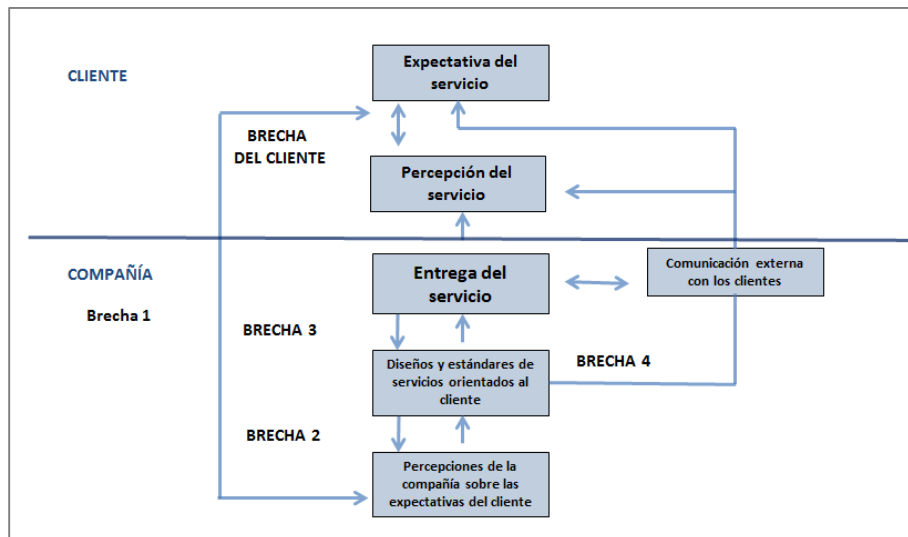 Expectativa del
servicio
CLIENTE
BRECHA
DEL CLIENTE
Percepción del
servicio
COMPAÑÍA
Entrega del
servicio
Comunicación externa
con los clientes
Brecha 1
BRECHA 3
Diseños y estándares de
servicios orientados al
cliente
BRECHA 4
BRECHA 2
Percepciones de la
compañía sobre las
expectativas del cliente